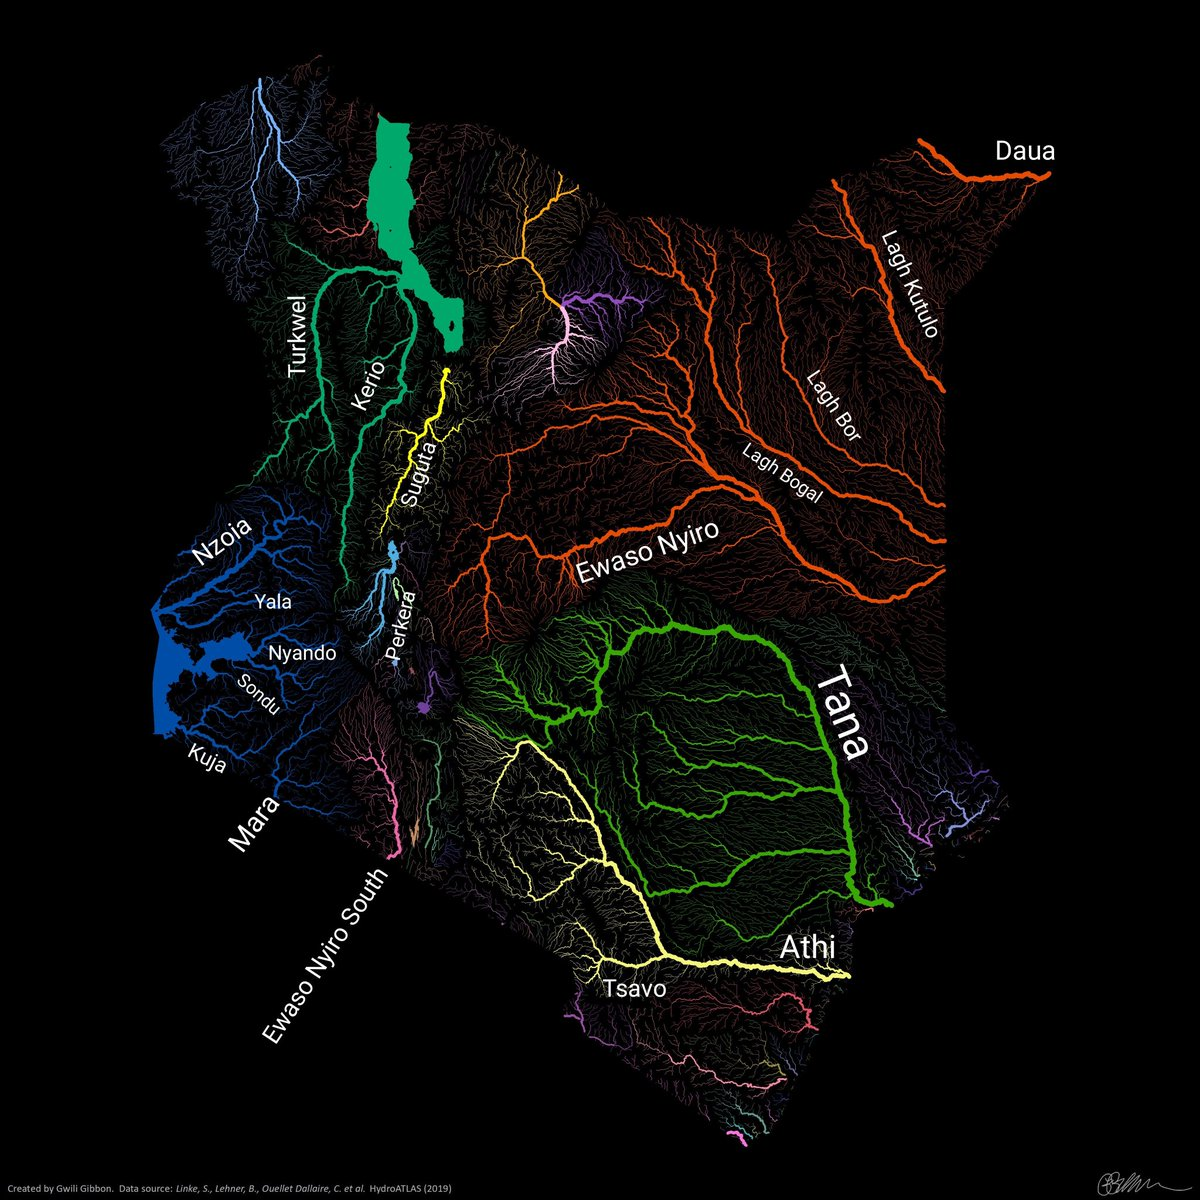 Daua
Lagh Kutulo
Turkwel
Kerio
Lagh Bor
Suguta
Lagh Bogal
Nzoia
Ewaso Nyiro
Yala
Perkera
Nyando
Sondu
Tana
Kuja
Mara
Ewaso Nyiro South
Athi
Tsavo
Created by Gwili Gibbon. Data source: Linke, S., Lehner, B., Ouellet Dallaire, C. et al. HydroATLAS (2019)